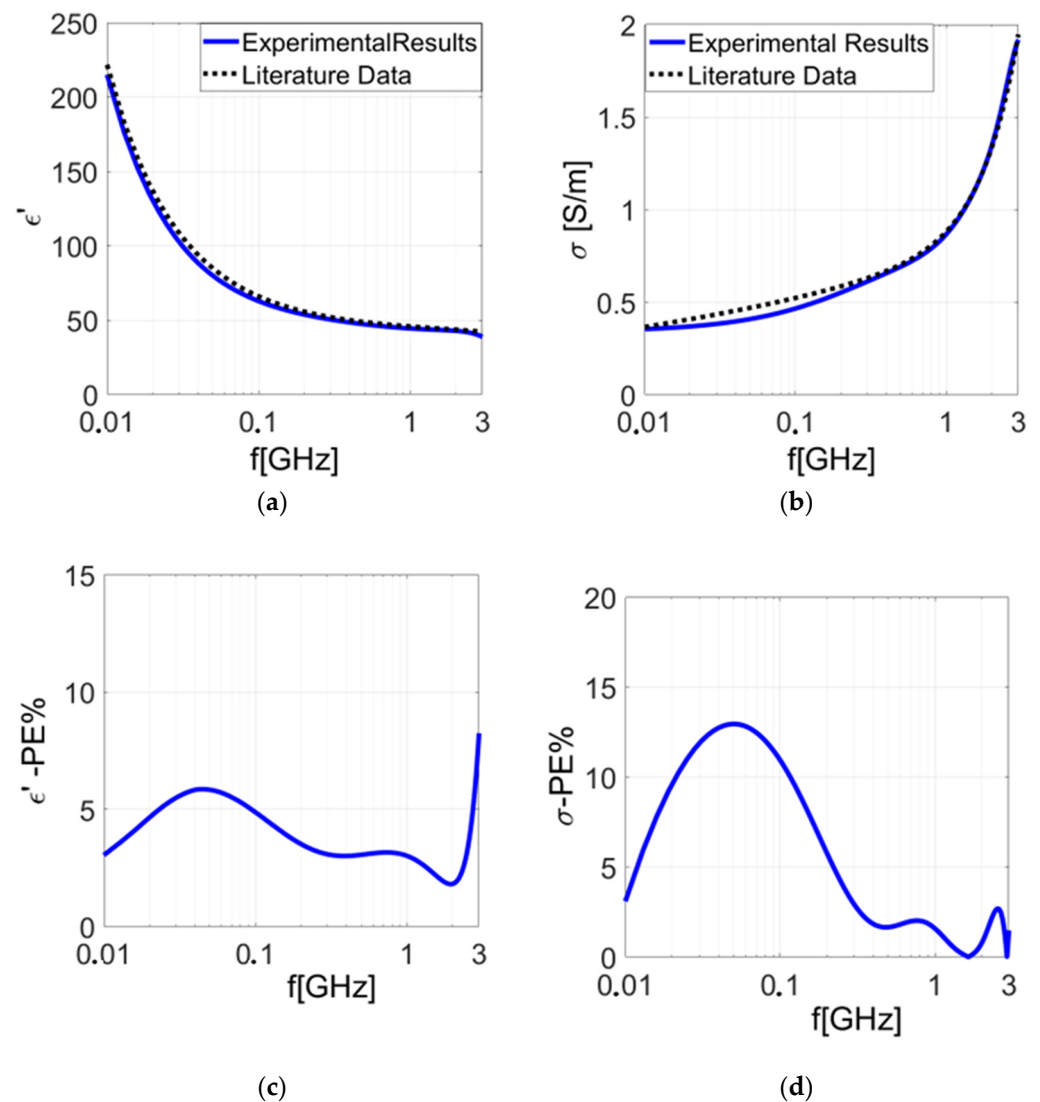 250
200
150
100
50
0
ϵ'
ExperimentalResults
Literature Data
0.01 0.1 1 3
f[GHz]
(a)
2
1.5
1
0.5
0
σ [S/m]
Experimental Results
Literature Data
0.01 0.1 1 3
f[GHz]
(b)
15
10
5
0
ϵ' -PE%
0.01 0.1 1 3
f[GHz]
(c)
20
15
10
5
0
σ-PE%
0.01 0.1 1 3
f[GHz]
(d)